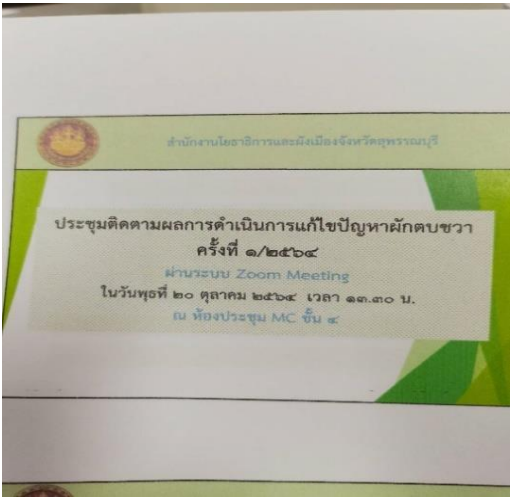 สำนักงานโยธาธิการและผังเมืองจังหวัดสุพรรณบุรี
ประชุมติดตามผลการดำเนินการแก้ไขปัญหาผักตบชวา
ครั้งที่ ๑/๒๕๖๔
ผ่านระบบ Zoom Meeting
ในวันพุธที่ ๒๐ ตุลาคม ๒๕๖๔ เวลา ๑๓.๓๐ น.
ณ ห้องประชุม MC ชั้น ๔